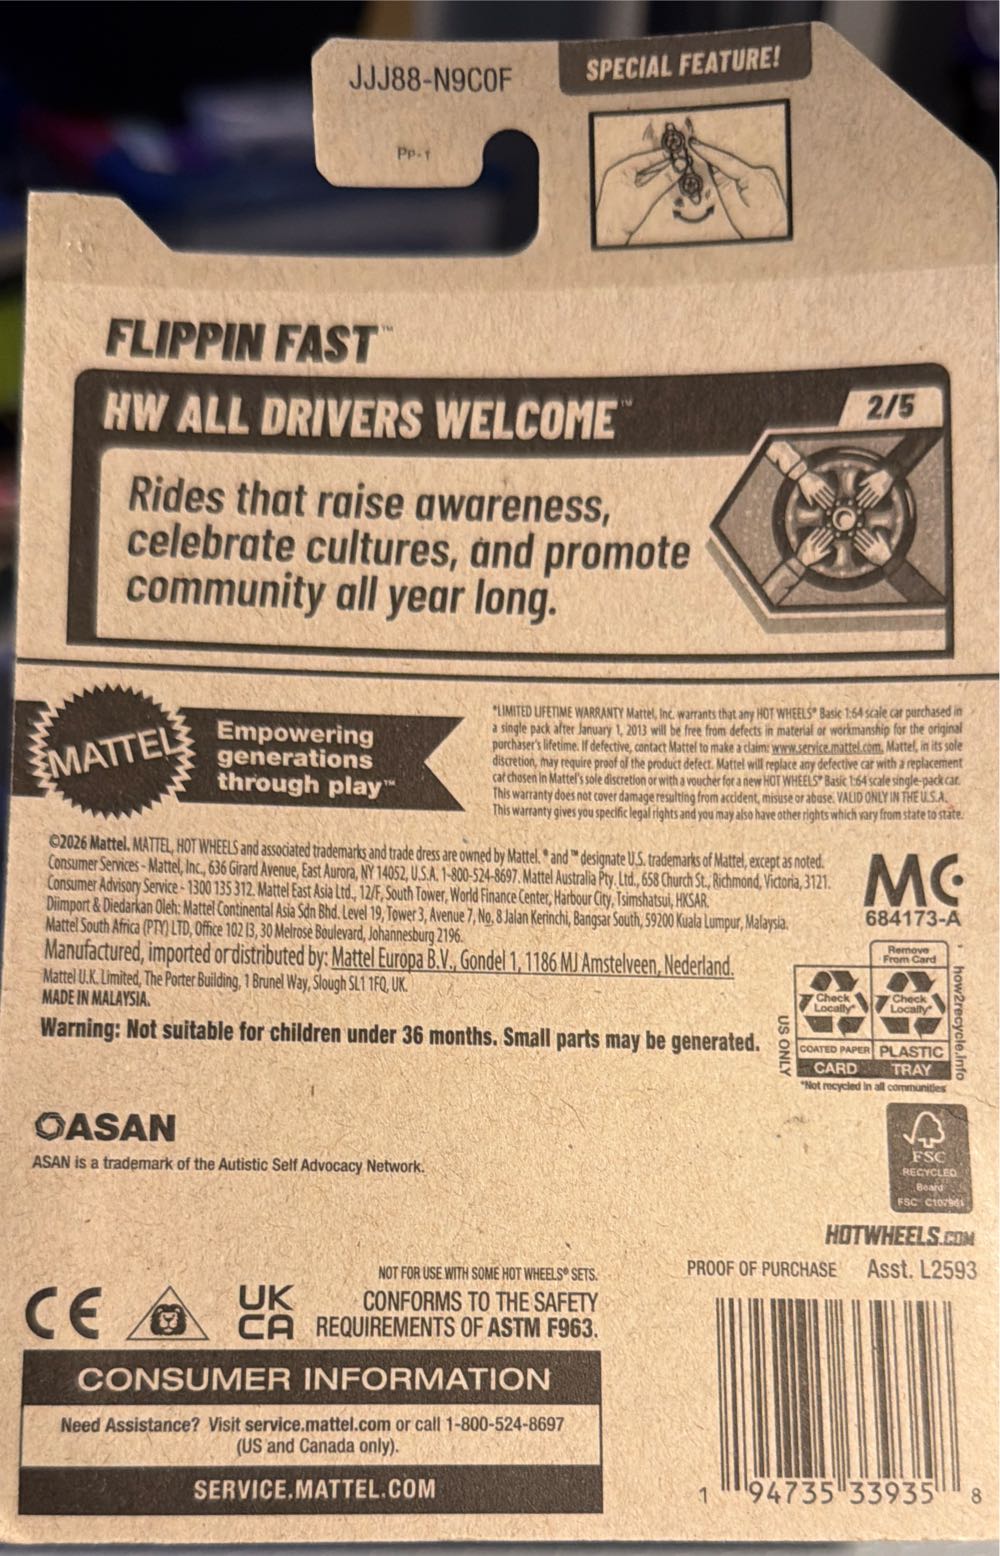 JJJ88-N9C0F
SPECIAL FEATURE!
Pp-1
FLIPPIN FAST™
HW ALL DRIVERS WELCOME™
2/5
Rides that raise awareness,
celebrate cultures, and promote
community all year long.
MATTEL
Empowering
generations
through play™
*LIMITED LIFETIME WARRANTY Mattel, Inc. warrants that any HOT WHEELS® Basic 1:64 scale car purchased in
a single pack after January 1, 2013 will be free from defects in material or workmanship for the original
purchaser's lifetime. If defective, contact Mattel to make a claim: www.service.mattel.com. Mattel, in its sole
discretion, may require proof of the product defect. Mattel will replace any defective car with a replacement
car chosen in Mattel's sole discretion or with a voucher for a new HOT WHEELS® Basic 1:64 scale single-pack car.
This warranty does not cover damage resulting from accident, misuse or abuse. VALID ONLY IN THE U.S.A.
This warranty gives you specific legal rights and you may also have other rights which vary from state to state.
©2026 Mattel. MATTEL, HOT WHEELS and associated trademarks and trade dress are owned by Mattel. ® and ™ designate U.S. trademarks of Mattel, except as noted.
Consumer Services - Mattel, Inc., 636 Girard Avenue, East Aurora, NY 14052, U.S.A. 1-800-524-8697. Mattel Australia Pty. Ltd., 658 Church St., Richmond, Victoria, 3121.
Consumer Advisory Service - 1300 135 312. Mattel East Asia Ltd., 12/F, South Tower, World Finance Center, Harbour City, Tsimshatsui, HKSAR.
Diimport & Diedarkan Oleh: Mattel Continental Asia Sdn Bhd. Level 19, Tower 3, Avenue 7, No, 8 Jalan Kerinchi, Bangsar South, 59200 Kuala Lumpur, Malaysia.
Mattel South Africa (PTY) LTD, Office 102 I3, 30 Melrose Boulevard, Johannesburg 2196.
Manufactured, imported or distributed by: Mattel Europa B.V., Gondel 1, 1186 MJ Amstelveen, Nederland.
Mattel U.K. Limited, The Porter Building, 1 Brunel Way, Slough SL1 1FQ, UK.
MADE IN MALAYSIA.
Warning: Not suitable for children under 36 months. Small parts may be generated.
MC
684173-A
Remove
From Card
Check
Locally*
Check
Locally*
COATED PAPER
PLASTIC
CARD
TRAY
US ONLY
how2recycle.info
*Not recycled in all communities
ASAN
ASAN is a trademark of the Autistic Self Advocacy Network.
FSC
RECYCLED
Board
FSC® C107961
HOTWHEELS.COM
PROOF OF PURCHASE
Asst. L2593
NOT FOR USE WITH SOME HOT WHEELS® SETS.
CE
UK
CA
CONFORMS TO THE SAFETY
REQUIREMENTS OF ASTM F963.
CONSUMER INFORMATION
Need Assistance? Visit service.mattel.com or call 1-800-524-8697
(US and Canada only).
SERVICE.MATTEL.COM
1 94735 33935 8